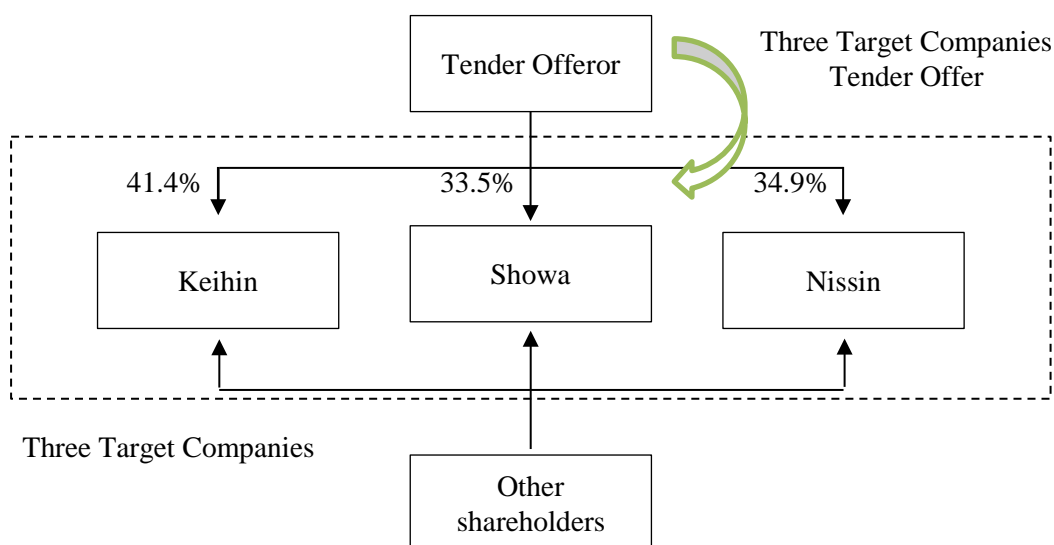 Tender Offeror
Three Target Companies
Tender Offer
41.4%
33.5%
34.9%
Keihin
Showa
Nissin
Three Target Companies
Other
shareholders